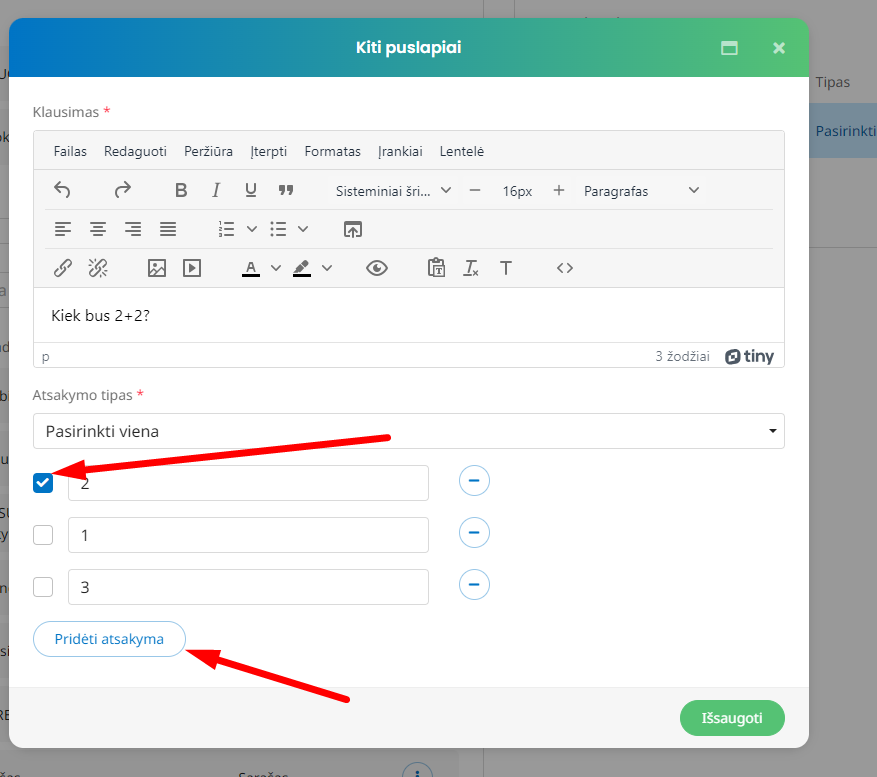 Kiti puslapiai
Tipas
Pasirinkti
Klausimas *
Failas Redaguoti Peržiūra Įterpti Formatas Įrankiai Lentelė
B I U Sisteminiai šri... − 16px + Paragrafas
A T <>
Kiek bus 2+2?
p 3 žodžiai tiny
Atsakymo tipas *
Pasirinkti viena
2
1
3
Pridėti atsakyma
Išsaugoti